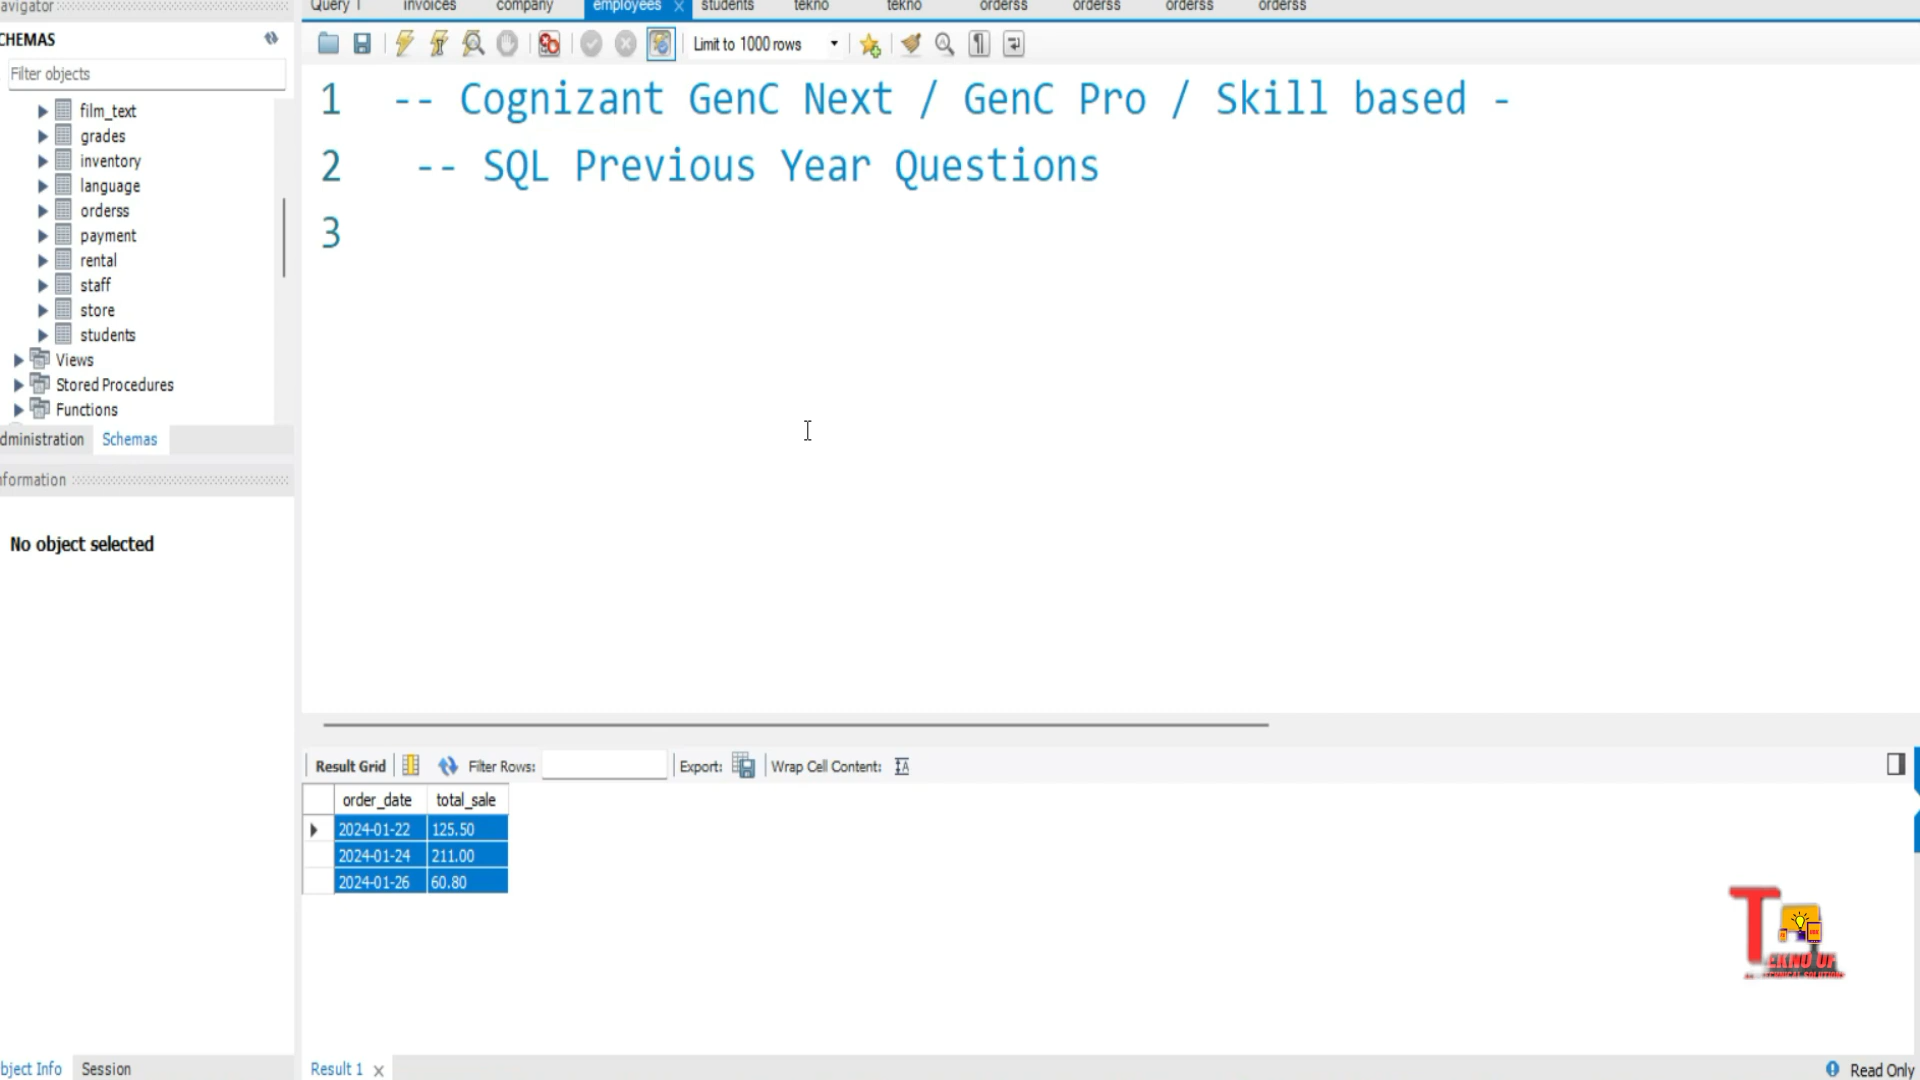 avigator
Query 1 invoices company employees students tekno tekno orderss orderss orderss orderss
CHEMAS
Limit to 1000 rows
Filter objects
film_text
grades
inventory
language
orderss
payment
rental
staff
store
students
Views
Stored Procedures
Functions
dministration Schemas
nformation
No object selected
bject Info Session
1 -- Cognizant GenC Next / GenC Pro / Skill based -
2 -- SQL Previous Year Questions
3
Result Grid Filter Rows: Export: Wrap Cell Content:
order_date total_sale
2024-01-22 125.50
2024-01-24 211.00
2024-01-26 60.80
Result 1
Read Only